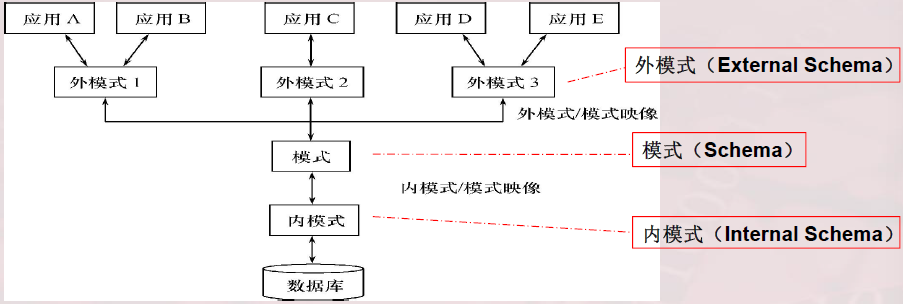 应用 A
应用 B
应用 C
应用 D
应用 E
外模式 1
外模式 2
外模式 3
外模式（External Schema）
外模式/模式映像
模式
模式（Schema）
内模式/模式映像
内模式
内模式（Internal Schema）
数据库